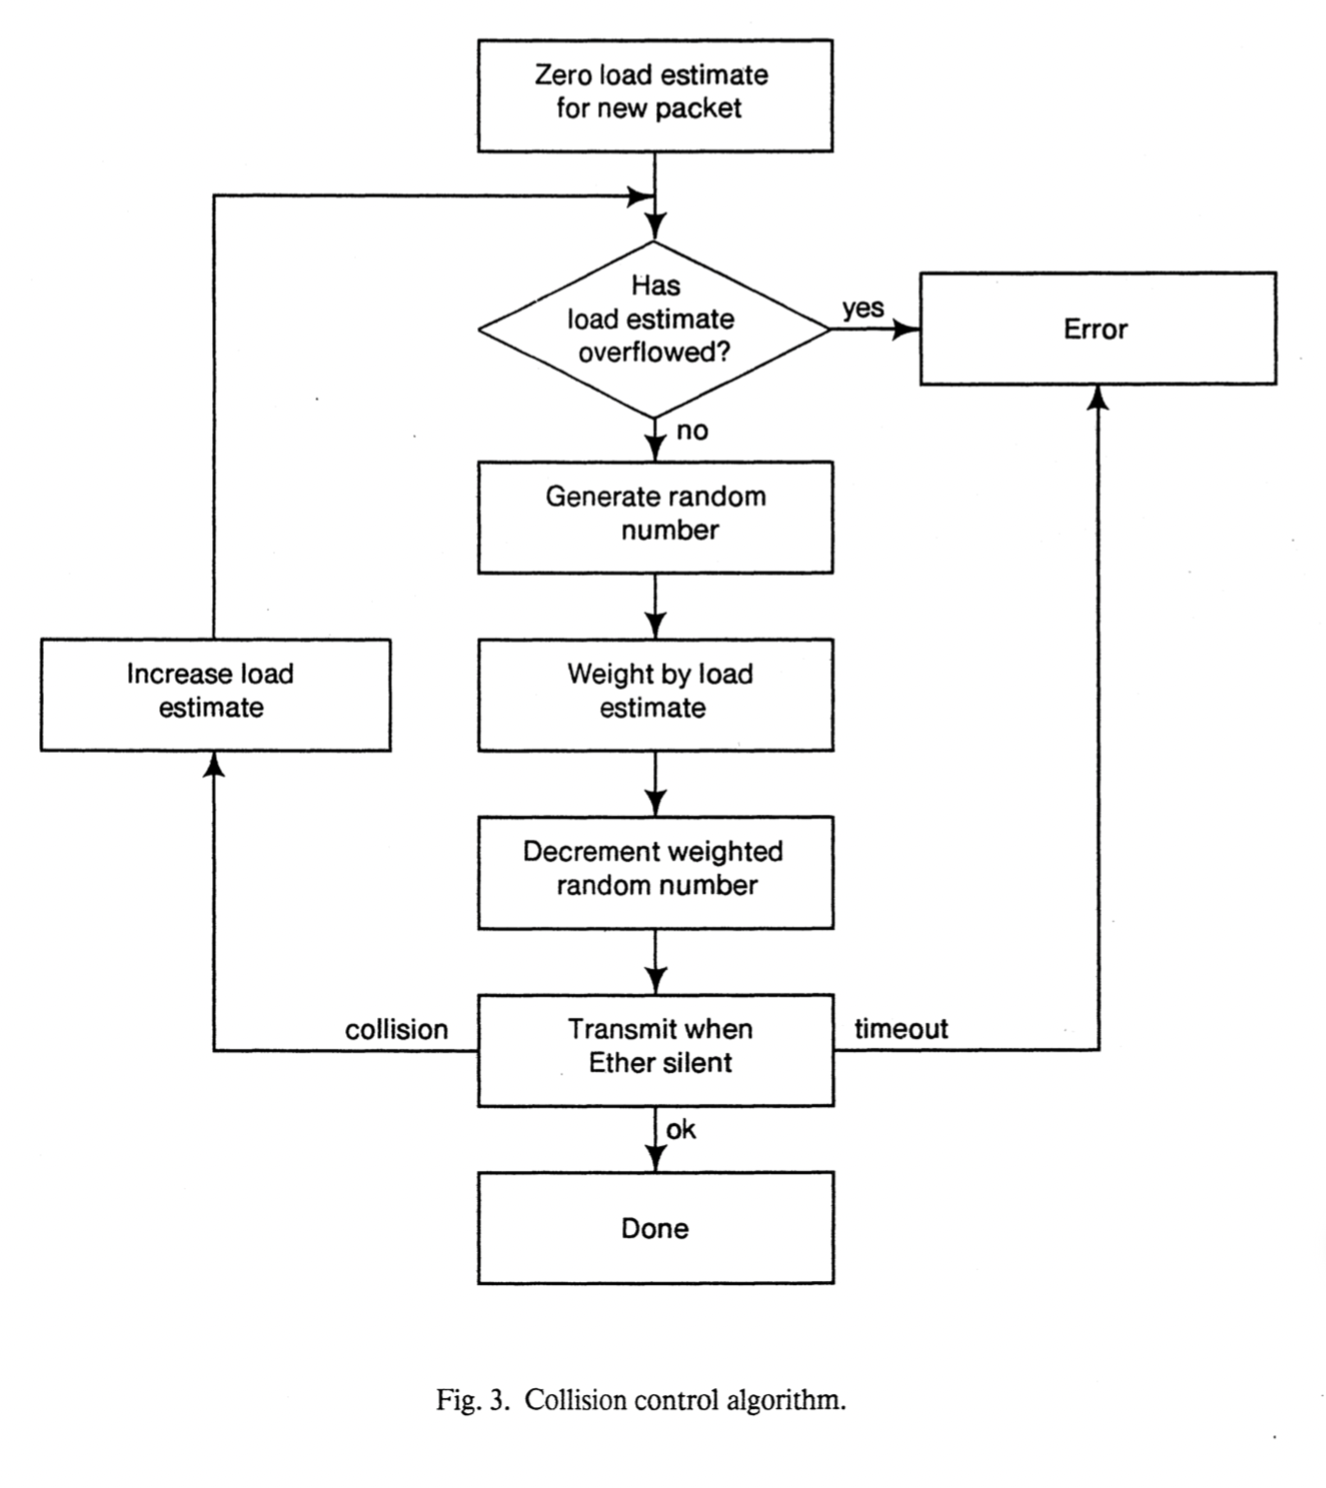 Zero load estimate
for new packet
Has
load estimate
overflowed?
yes
Error
no
Generate random
number
Increase load
estimate
Weight by load
estimate
Decrement weighted
random number
collision
Transmit when
Ether silent
timeout
ok
Done
Fig. 3. Collision control algorithm.